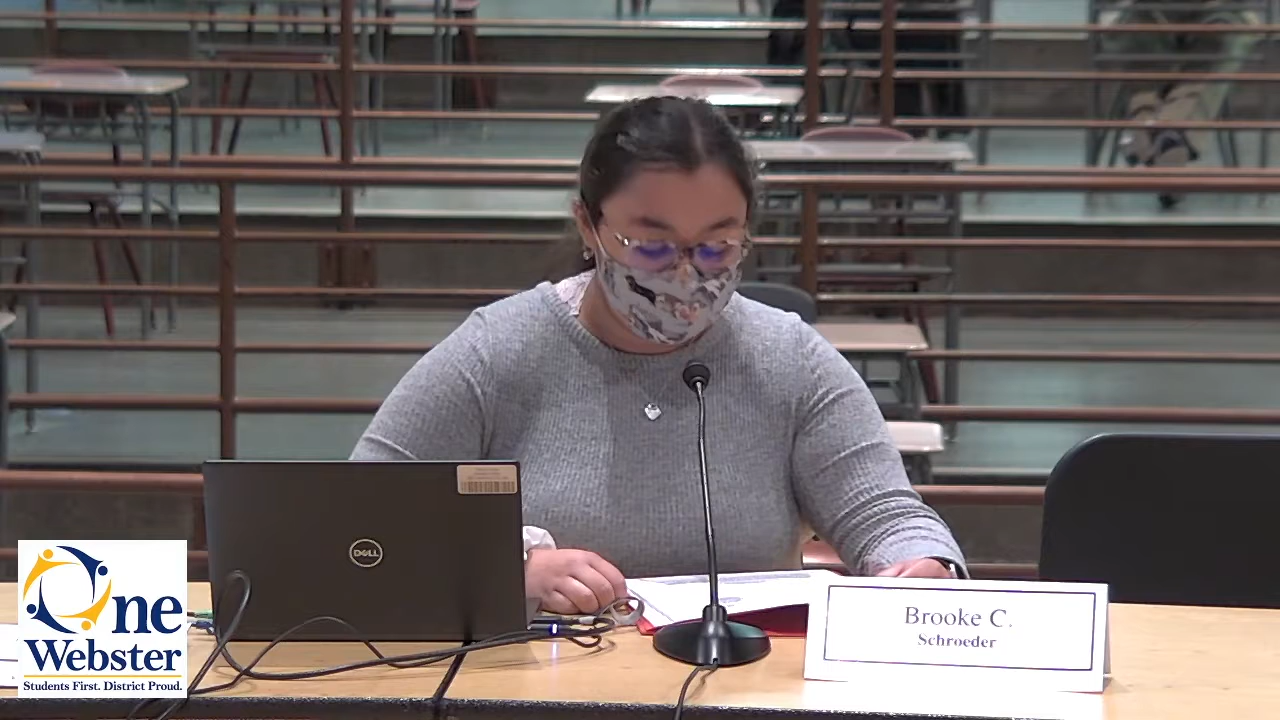 DELL
Brooke C.
Schroeder
One
Webster
Students First. District Proud.